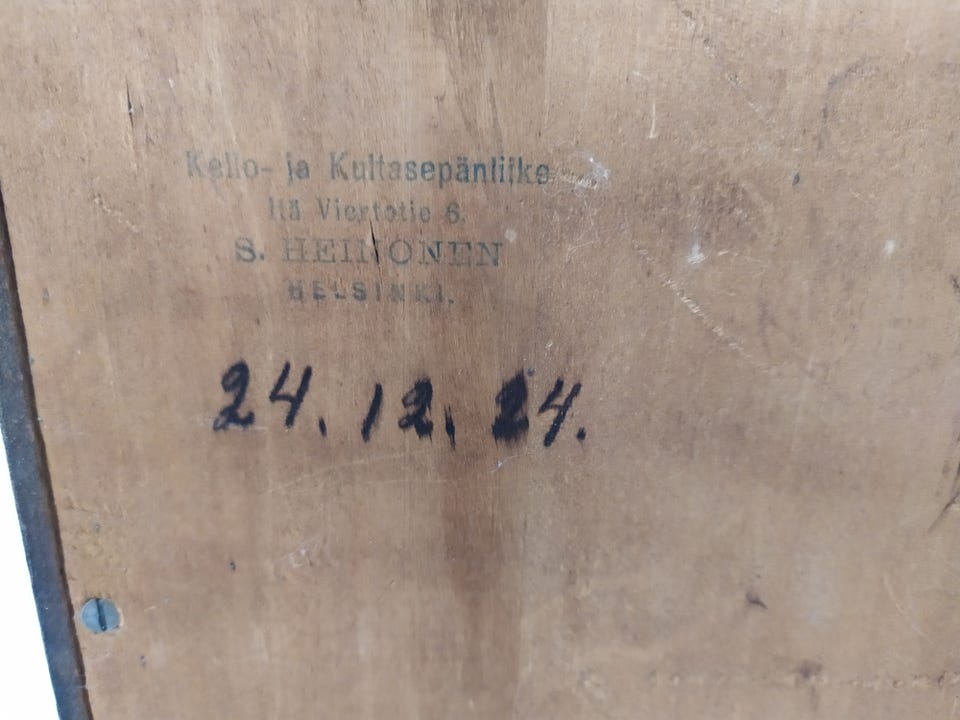 Kello- ja Kultasepänliike
Itä Viertotie 6.
S. HEINONEN
HELSINKI.
24.12.24.